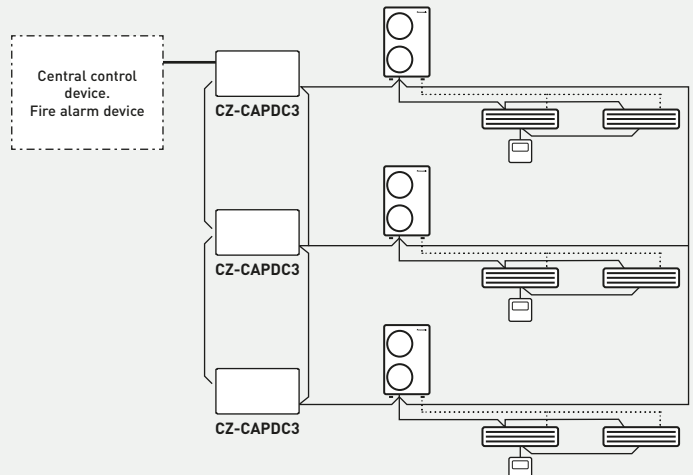 Central control
device.
Fire alarm device
CZ-CAPDC3
CZ-CAPDC3
CZ-CAPDC3